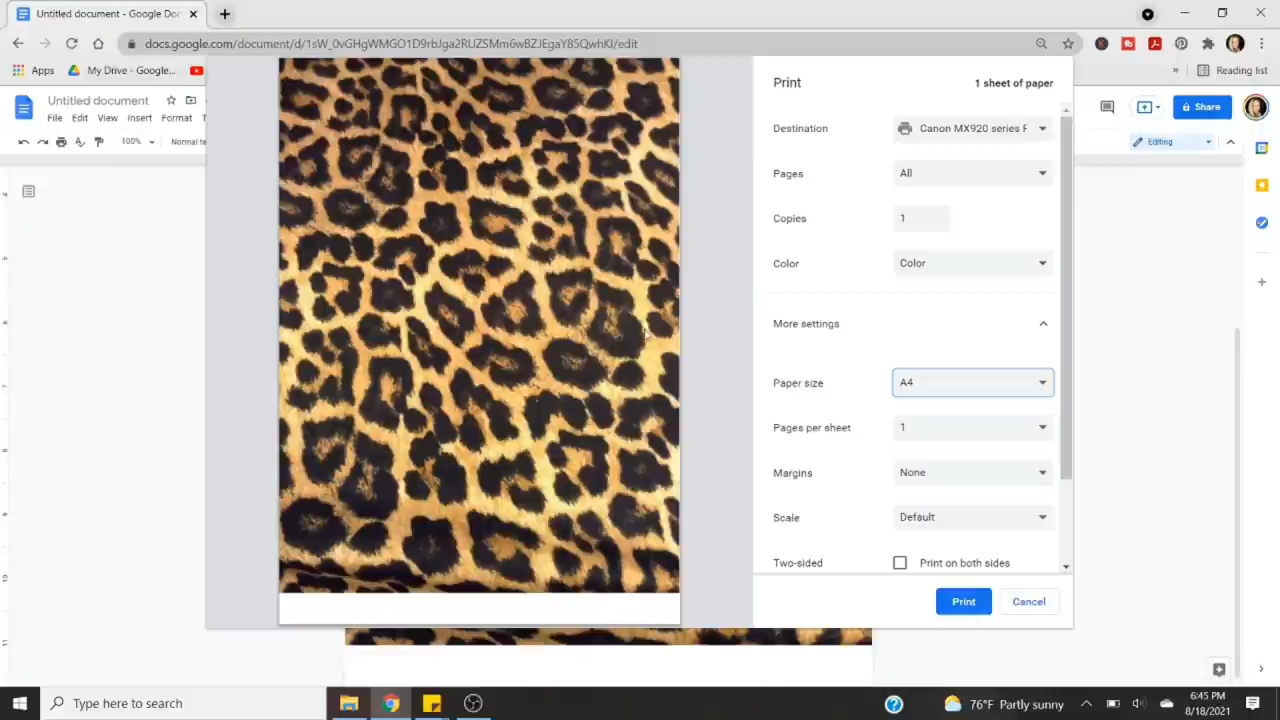 Untitled document - Google Doc
docs.google.com/document/d/1sW_0vGHgWMGO1D9rbJga2RUZSMm6wBZJEgaY85QwhKI/edit
Apps
My Drive - Google...
»
Reading list
Untitled document
File Edit View Insert Format
Share
100%
Normal te
Editing
Print
1 sheet of paper
Destination
Canon MX920 series F
Pages
All
Copies
1
Color
Color
More settings
Paper size
A4
Pages per sheet
1
Margins
None
Scale
Default
Two-sided
Print on both sides
Print
Cancel
Type here to search
76°F Partly sunny
6:45 PM
8/18/2021